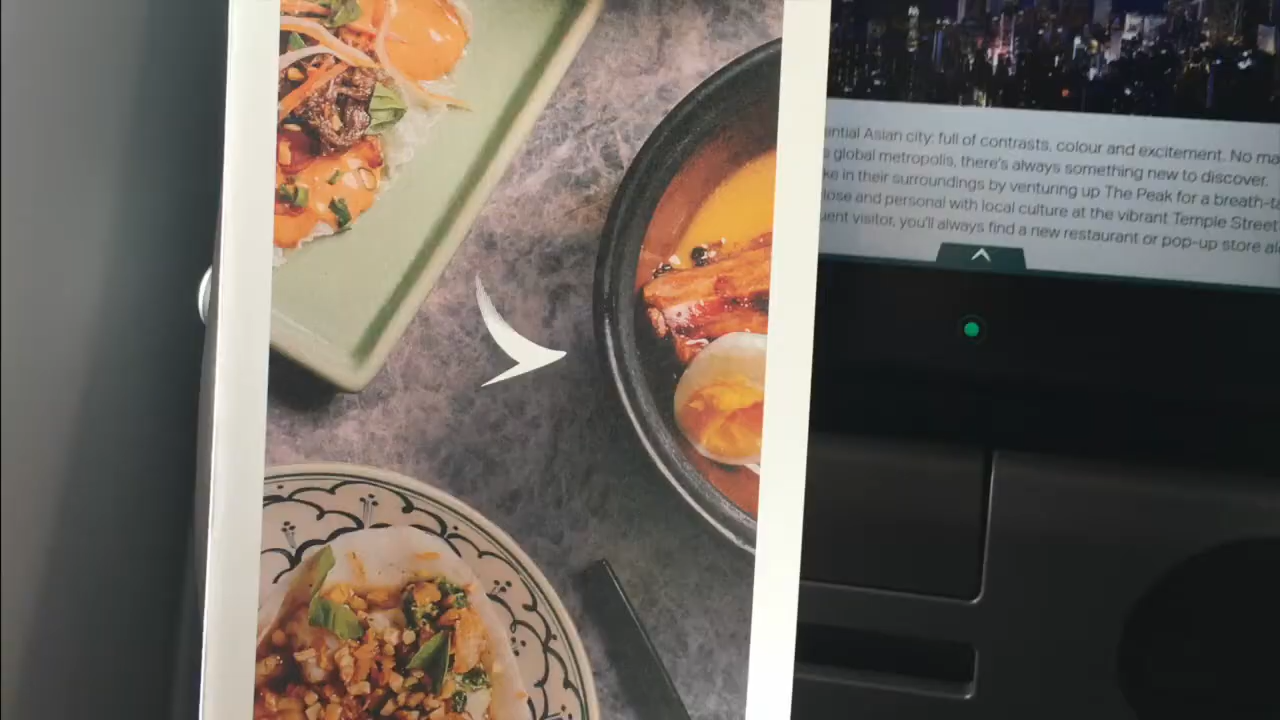 ntial Asian city: full of contrasts, colour and excitement. No ma
global metropolis, there's always something new to discover.
ke in their surroundings by venturing up The Peak for a breath-ta
lose and personal with local culture at the vibrant Temple Street
uent visitor, you'll always find a new restaurant or pop-up store al